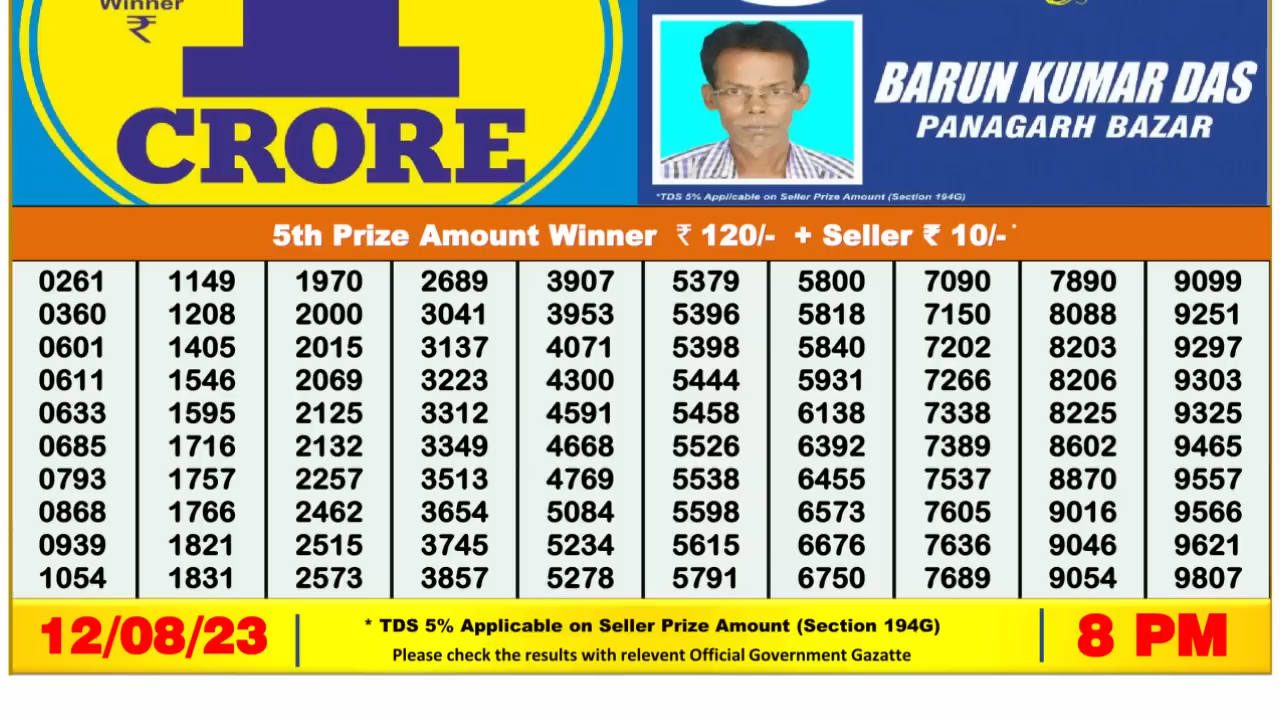 Winner
₹
1
CRORE
BARUN KUMAR DAS
PANAGARH BAZAR
*TDS 5% Applicable on Seller Prize Amount (Section 194G)
5th Prize Amount Winner ₹ 120/- + Seller ₹ 10/-*
0261 1149 1970 2689 3907 5379 5800 7090 7890 9099
0360 1208 2000 3041 3953 5396 5818 7150 8088 9251
0601 1405 2015 3137 4071 5398 5840 7202 8203 9297
0611 1546 2069 3223 4300 5444 5931 7266 8206 9303
0633 1595 2125 3312 4591 5458 6138 7338 8225 9325
0685 1716 2132 3349 4668 5526 6392 7389 8602 9465
0793 1757 2257 3513 4769 5538 6455 7537 8870 9557
0868 1766 2462 3654 5084 5598 6573 7605 9016 9566
0939 1821 2515 3745 5234 5615 6676 7636 9046 9621
1054 1831 2573 3857 5278 5791 6750 7689 9054 9807
12/08/23
* TDS 5% Applicable on Seller Prize Amount (Section 194G)
Please check the results with relevent Official Government Gazatte
8 PM